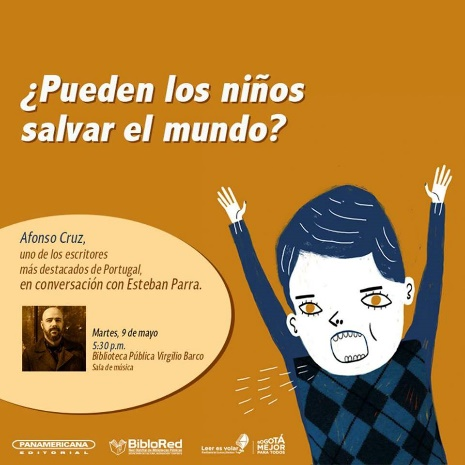 ¿Pueden los niños
salvar el mundo?
Afonso Cruz,
uno de los escritores
más destacados de Portugal,
en conversación con Esteban Parra.
Martes, 9 de mayo
5:30 p.m.
Biblioteca Pública Virgilio Barco
Sala de música
PANAMERICANA
EDITORIAL
BibloRed
Leer es volar
BOGOTÁ
MEJOR
PARA TODOS